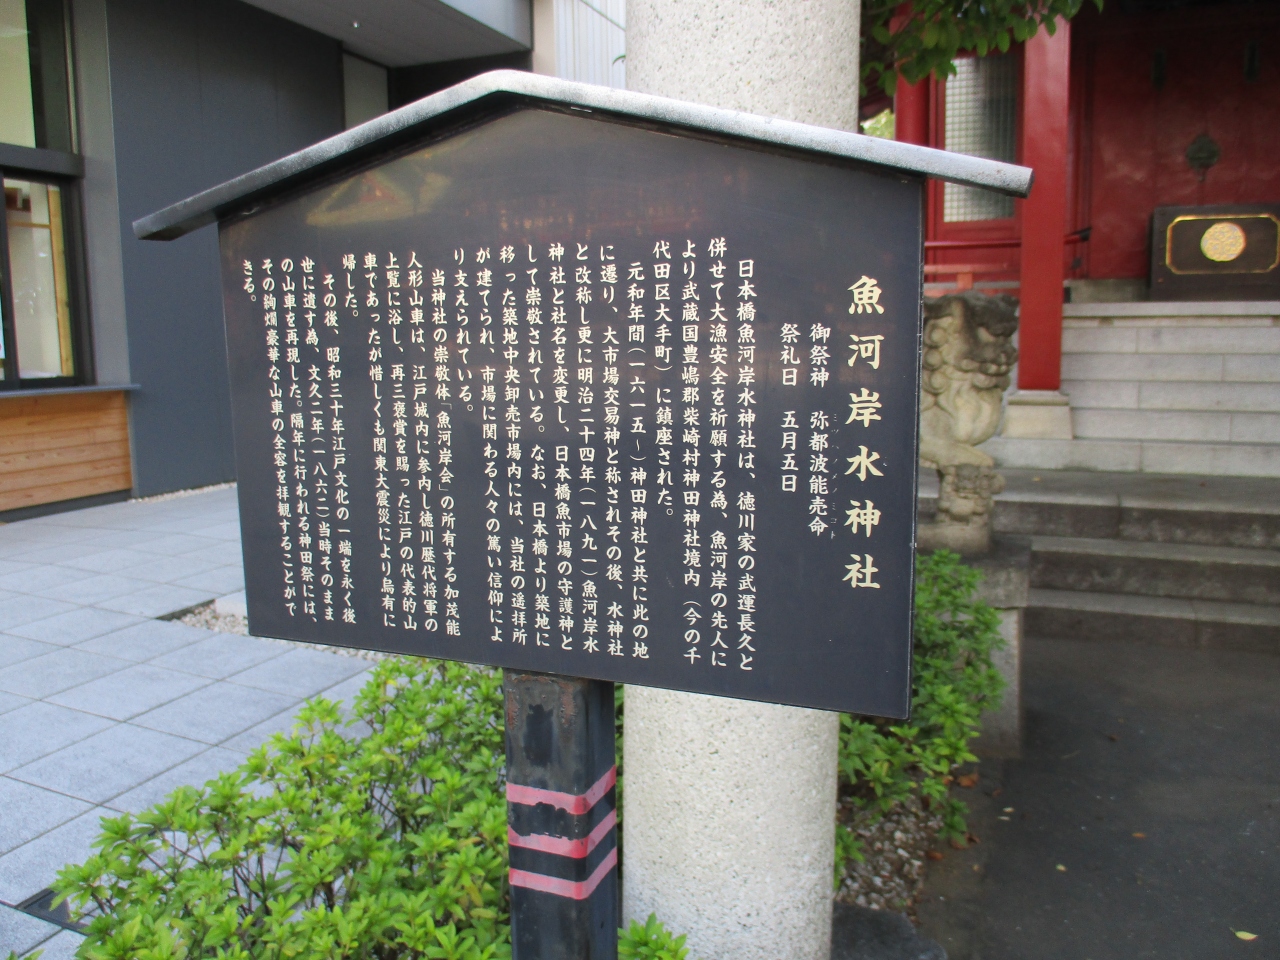 魚河岸水神社
御祭神　弥都波能売命
ミヅハノメノミコト
祭礼日　五月五日
日本橋魚河岸水神社は、徳川家の武運長久と
併せて大漁安全を祈願する為、魚河岸の先人に
より武蔵国豊嶋郡柴崎村神田神社境内（今の千
代田区大手町）に鎮座された。
元和年間（一六一五～）神田神社と共に此の地
に遷り、大市場交易神と称されその後、水神社
と改称し更に明治二十四年（一八九一）魚河岸水
神社と社名を変更し、日本橋魚市場の守護神と
して崇敬されている。なお、日本橋より築地に
移った築地中央卸売市場内には、当社の遥拝所
が建てられ、市場に関わる人々の篤い信仰によ
り支えられている。
当神社の崇敬体「魚河岸会」の所有する加茂能
人形山車は、江戸城内に参内し徳川歴代将軍の
上覧に浴し、再三褒賞を賜った江戸の代表的山
車であったが惜しくも関東大震災により烏有に
帰した。
その後、昭和三十年江戸文化の一端を永く後
世に遺す為、文久二年（一八六二）当時そのまま
の山車を再現した。隔年に行われる神田祭には、
その絢爛豪華な山車の全容を拝観することがで
きる。